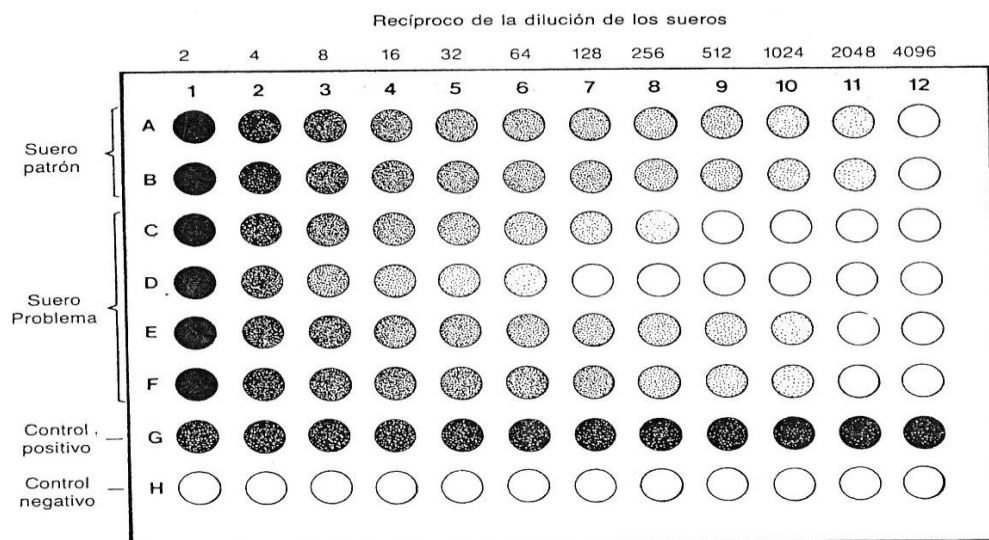 Recíproco de la dilución de los sueros
2 4 8 16 32 64 128 256 512 1024 2048 4096
1 2 3 4 5 6 7 8 9 10 11 12
A
Suero
patrón
B
C
D
Suero
Problema
E
F
Control
positivo
G
Control
negativo
H